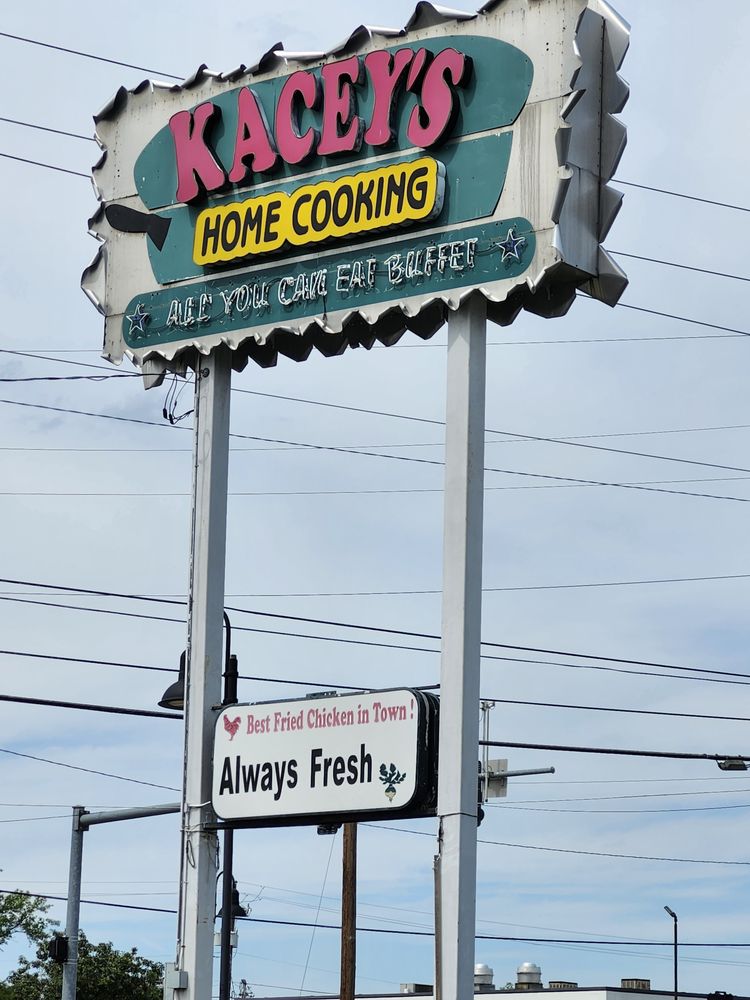 KACEY'S
HOME COOKING
ALL YOU CAN EAT BUFFET
Best Fried Chicken in Town!
Always Fresh